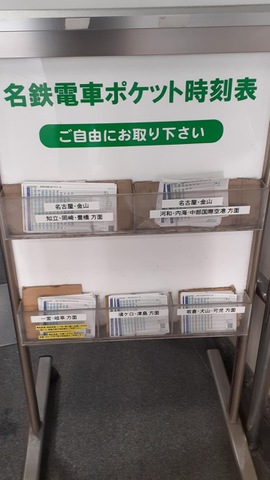 名鉄電車ポケット時刻表
ご自由にお取り下さい
名古屋・金山
知立・岡崎・豊橋 方面
名古屋・金山
河和・内海・中部国際空港 方面
一宮・岐阜 方面
須ケ口・津島 方面
岩倉・犬山・可児 方面